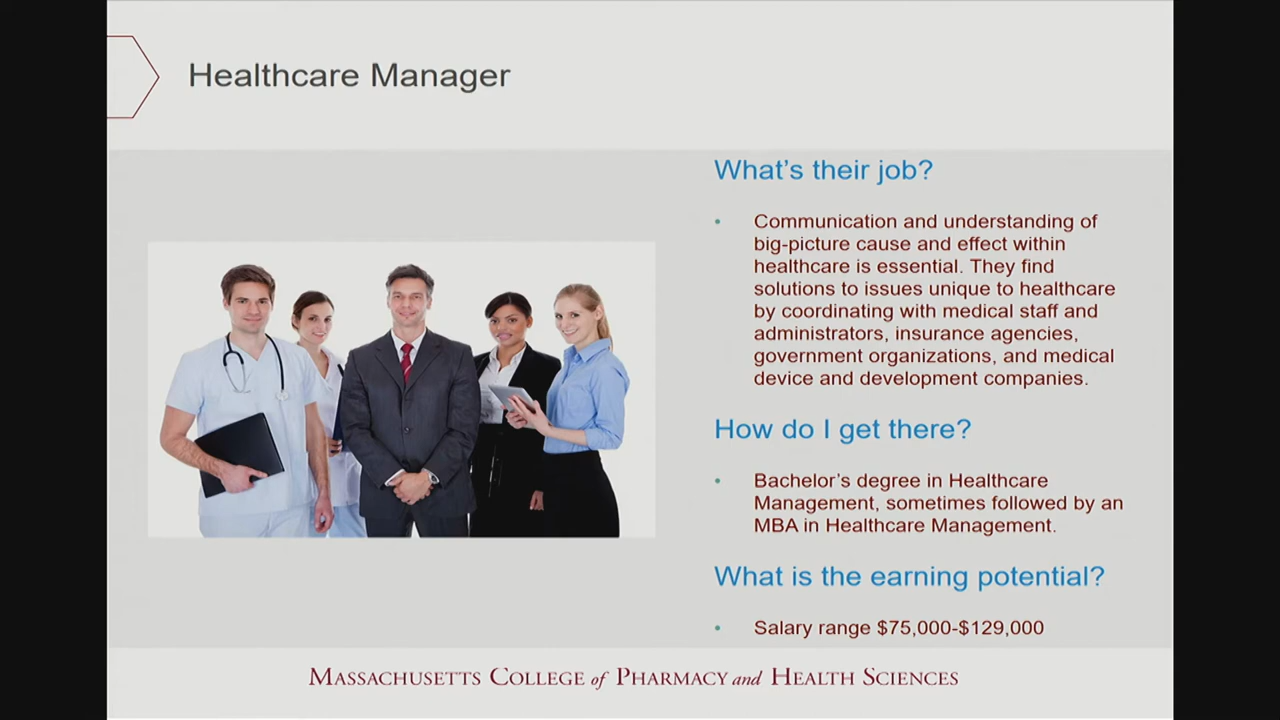 Healthcare Manager
What's their job?
• Communication and understanding of
big-picture cause and effect within
healthcare is essential. They find
solutions to issues unique to healthcare
by coordinating with medical staff and
administrators, insurance agencies,
government organizations, and medical
device and development companies.
How do I get there?
• Bachelor's degree in Healthcare
Management, sometimes followed by an
MBA in Healthcare Management.
What is the earning potential?
• Salary range $75,000-$129,000
MASSACHUSETTS COLLEGE of PHARMACY and HEALTH SCIENCES